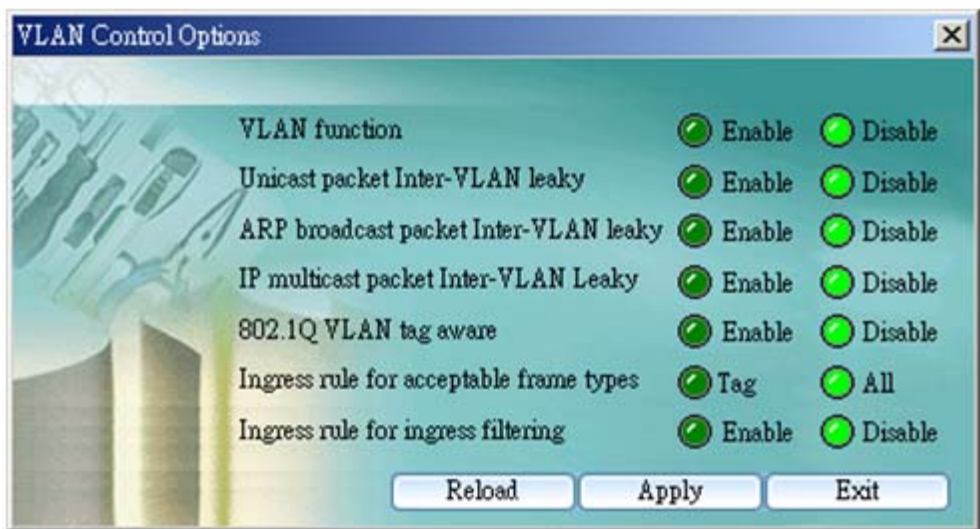 VLAN Control Options
VLAN function Enable Disable
Unicast packet Inter-VLAN leaky Enable Disable
ARP broadcast packet Inter-VLAN leaky Enable Disable
IP multicast packet Inter-VLAN Leaky Enable Disable
802.1Q VLAN tag aware Enable Disable
Ingress rule for acceptable frame types Tag All
Ingress rule for ingress filtering Enable Disable
Reload Apply Exit